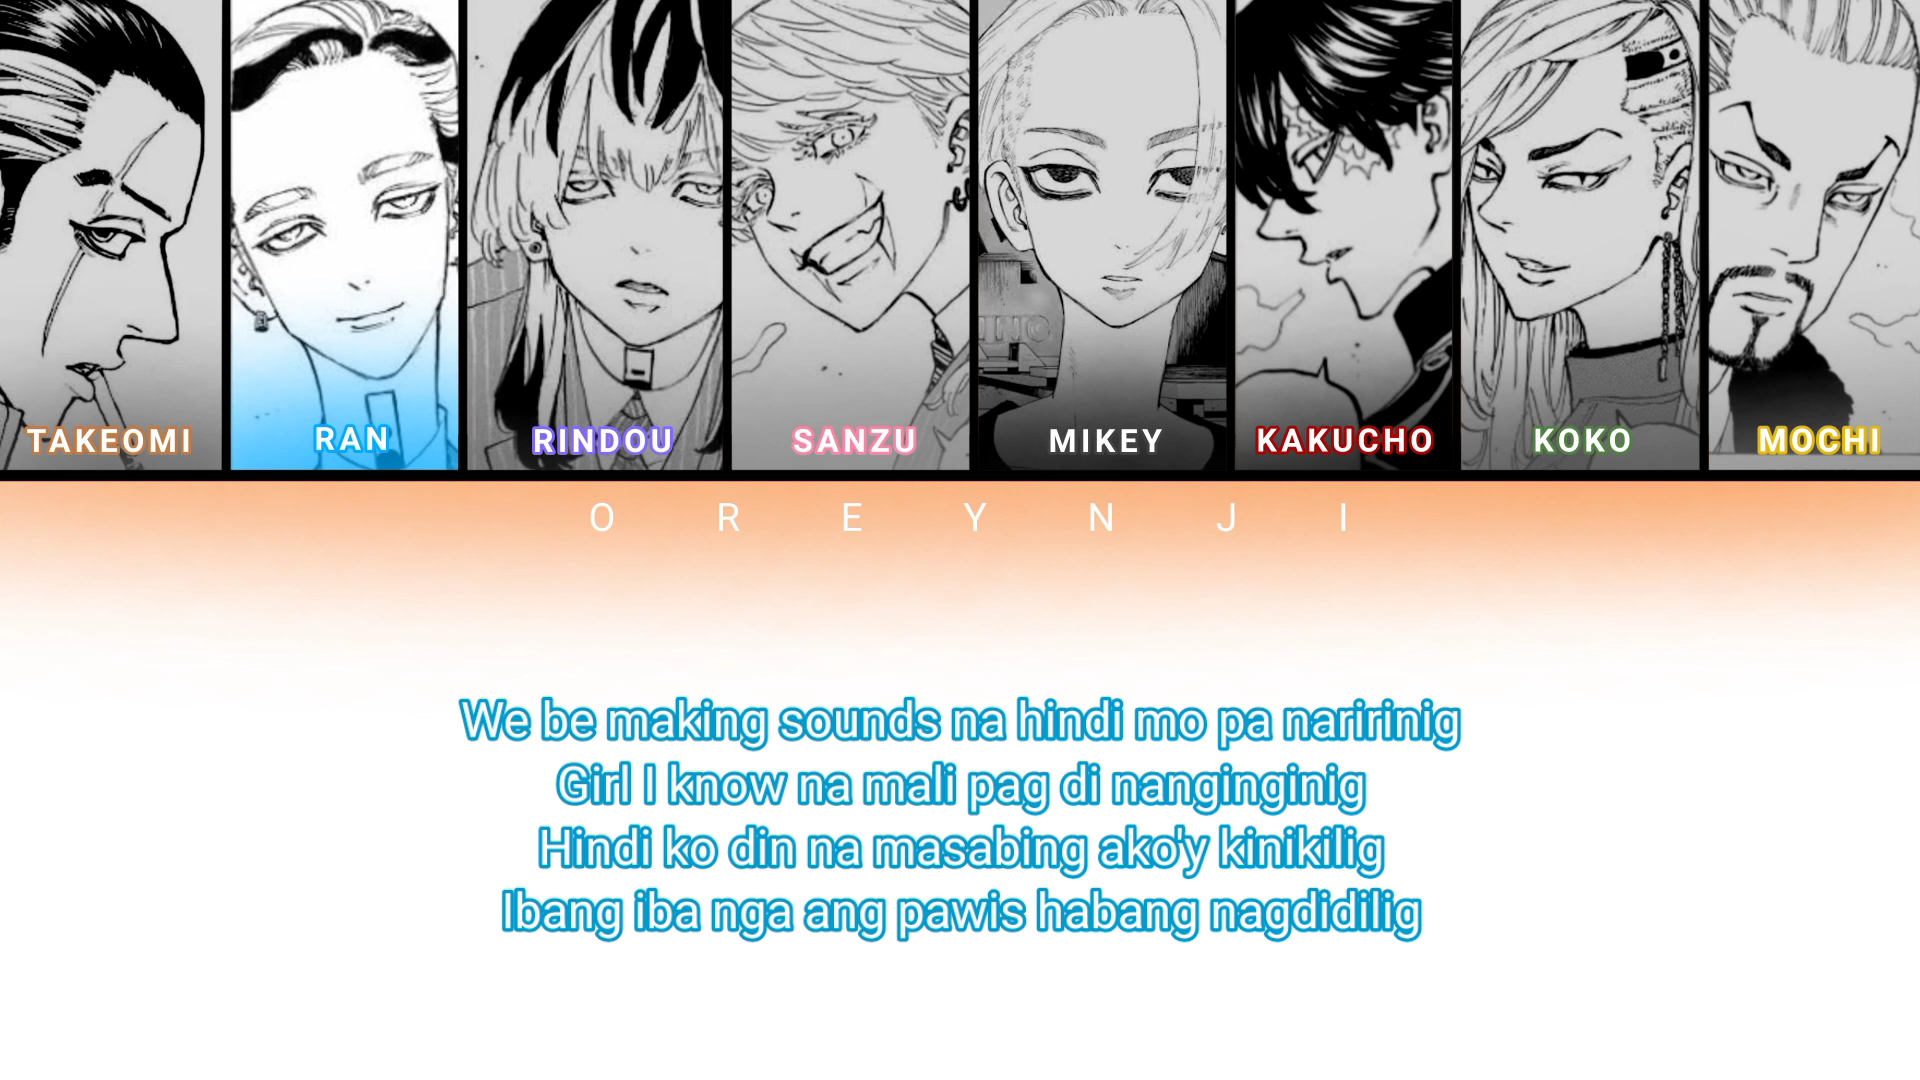 TAKEOMI RAN RINDOU SANZU MIKEY KAKUCHO KOKO MOCHI
OREYNJI
We be making sounds na hindi mo pa naririnig
Girl I know na mali pag di nanginginig
Hindi ko din na masabing ako'y kinikilig
Ibang iba nga ang pawis habang nagdidilig